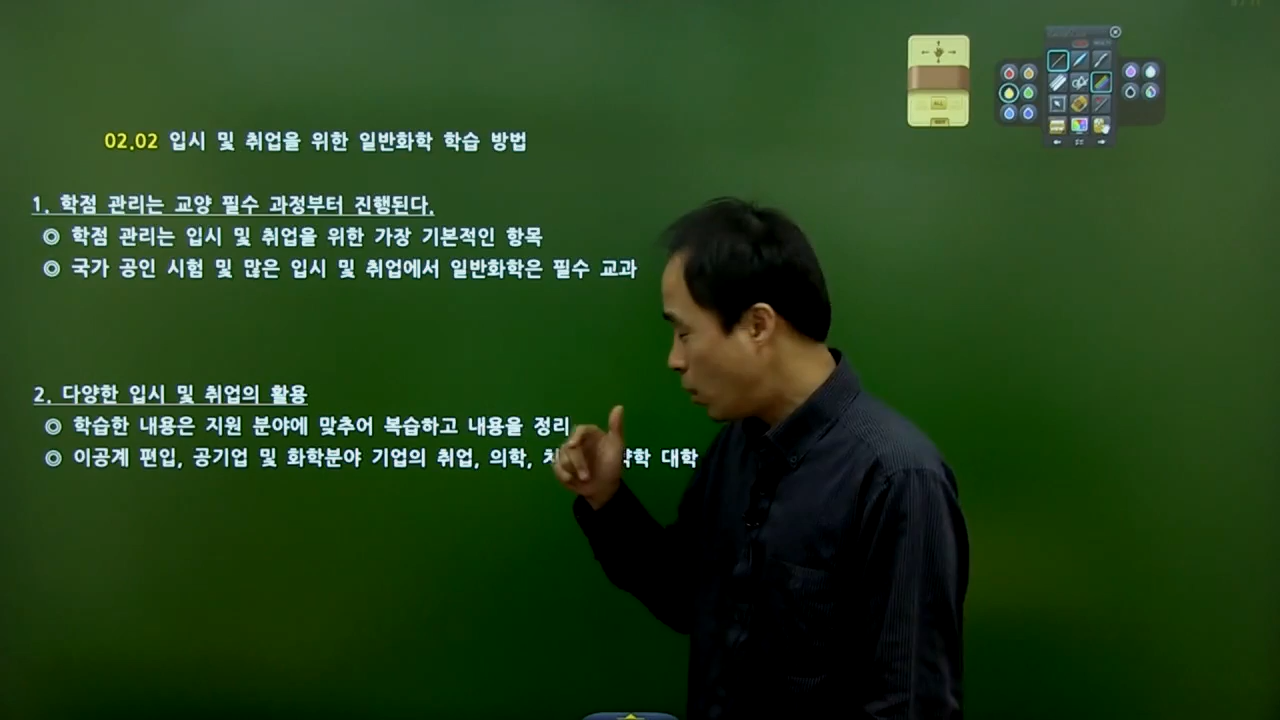 02.02 입시 및 취업을 위한 일반화학 학습 방법
1. 학점 관리는 교양 필수 과정부터 진행된다.
◎ 학점 관리는 입시 및 취업을 위한 가장 기본적인 항목
◎ 국가 공인 시험 및 많은 입시 및 취업에서 일반화학은 필수 교과
2. 다양한 입시 및 취업의 활용
◎ 학습한 내용은 지원 분야에 맞추어 복습하고 내용을 정리
◎ 이공계 편입, 공기업 및 화학분야 기업의 취업, 의학, 대학
ALL